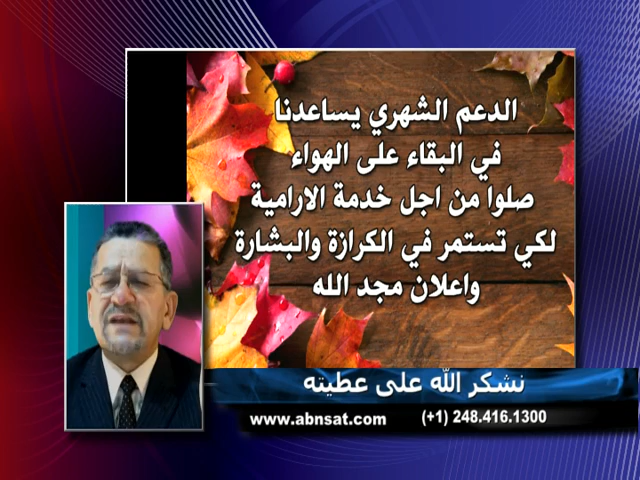 الدعم الشهري يساعدنا
في البقاء على الهواء
صلوا من اجل خدمة الارامية
لكي تستمر في الكرازة والبشارة
واعلان مجد الله
نشكر الله على عطيته
www.abnsat.com (+1) 248.416.1300